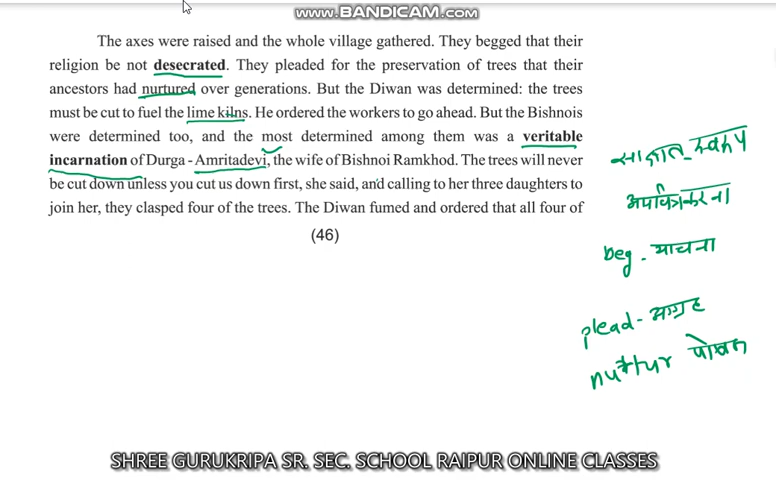 www.BANDICAM.com
The axes were raised and the whole village gathered. They begged that their
religion be not desecrated. They pleaded for the preservation of trees that their
ancestors had nurtured over generations. But the Diwan was determined: the trees
must be cut to fuel the lime kilns. He ordered the workers to go ahead. But the Bishnois
were determined too, and the most determined among them was a veritable
incarnation of Durga - Amritadevi, the wife of Bishnoi Ramkhod. The trees will never
be cut down unless you cut us down first, she said, and calling to her three daughters to
join her, they clasped four of the trees. The Diwan fumed and ordered that all four of
(46)
साक्षात स्वरूप
अपवित्र करना
beg - याचना
plead - आग्रह
nuttur पोषण
SHREE GURUKRIPA SR. SEC. SCHOOL RAIPUR ONLINE CLASSES